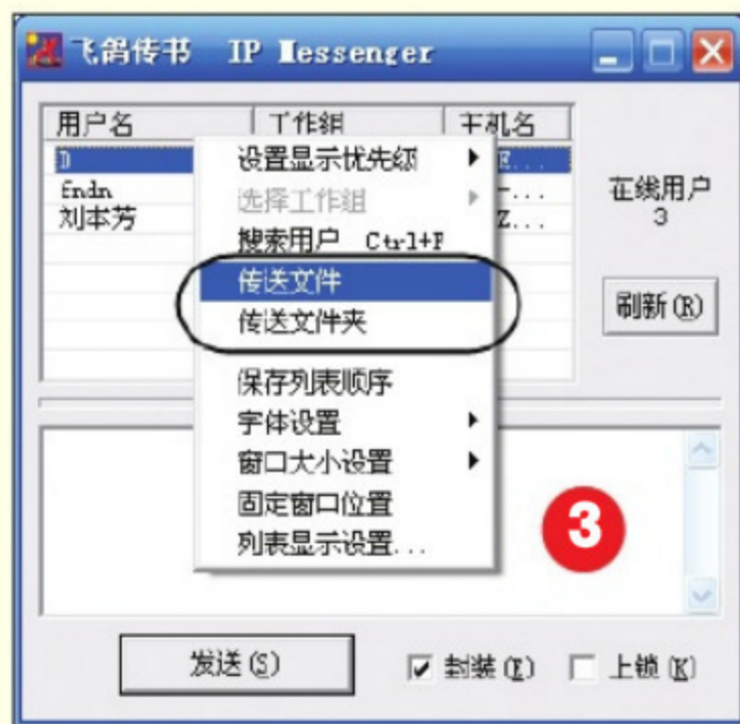 飞鸽传书 IP Messenger
用户名 工作组 主机名
D
fndn
刘本芳
设置显示优先级
选择工作组
搜索用户 Ctrl+F
传送文件
传送文件夹
保存列表顺序
字体设置
窗口大小设置
固定窗口位置
列表显示设置...
在线用户
3
刷新(R)
3
发送(S) 封装(E) 上锁(K)